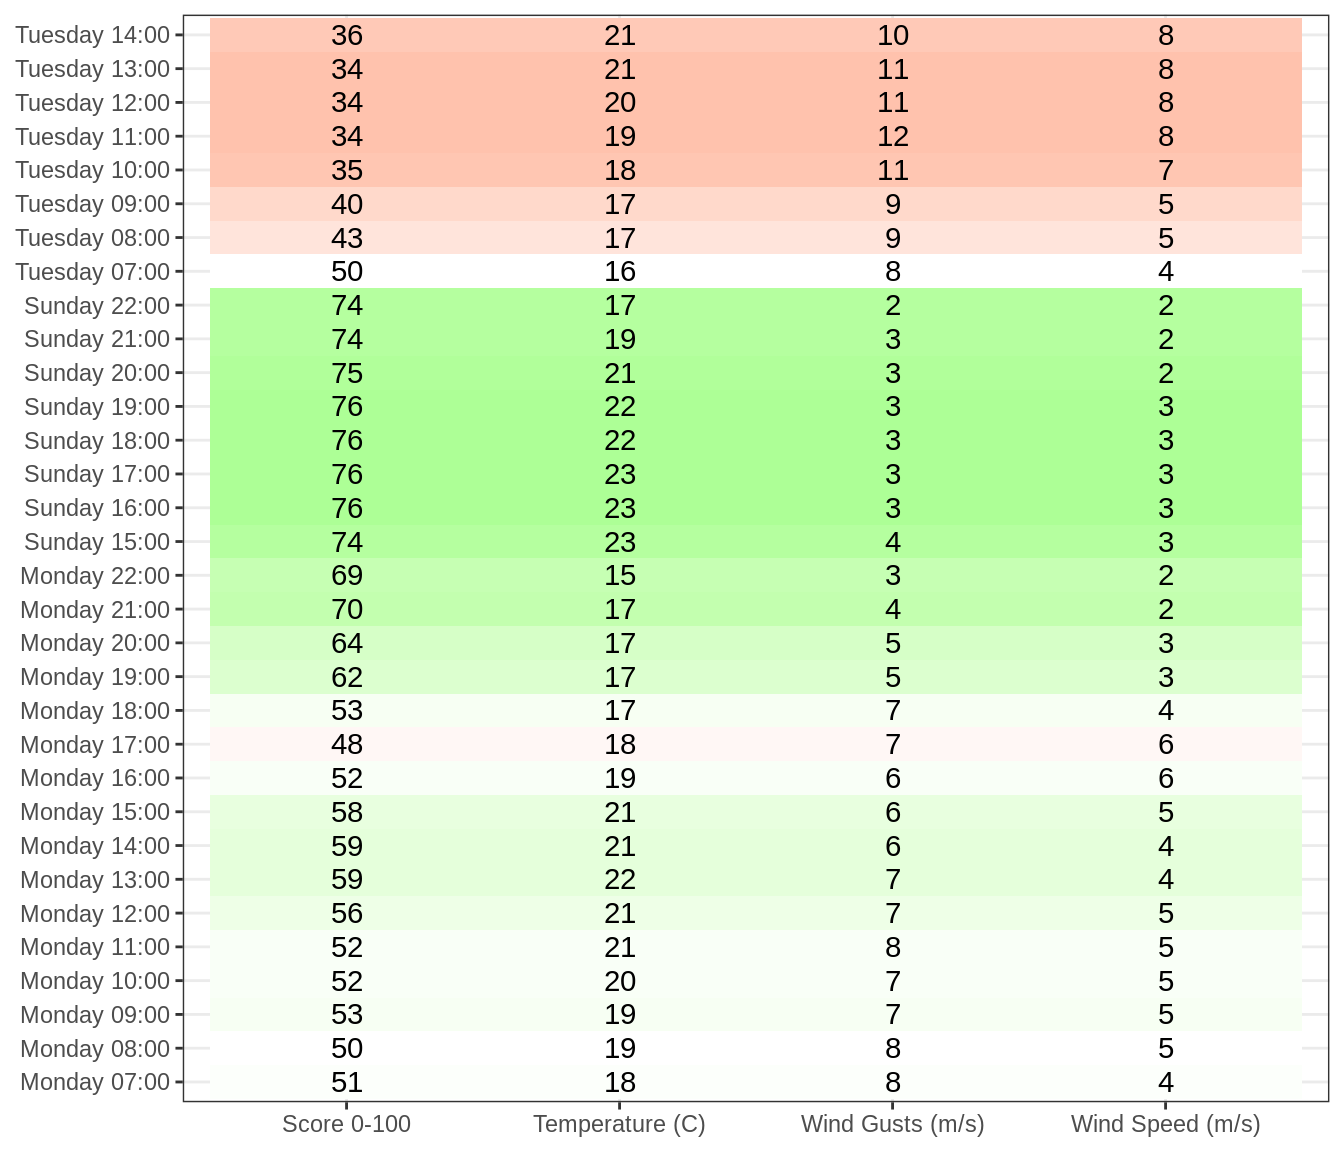 Tuesday 14:00 36 21 10 8
Tuesday 13:00 34 21 11 8
Tuesday 12:00 34 20 11 8
Tuesday 11:00 34 19 12 8
Tuesday 10:00 35 18 11 7
Tuesday 09:00 40 17 9 5
Tuesday 08:00 43 17 9 5
Tuesday 07:00 50 16 8 4
Sunday 22:00 74 17 2 2
Sunday 21:00 74 19 3 2
Sunday 20:00 75 21 3 2
Sunday 19:00 76 22 3 3
Sunday 18:00 76 22 3 3
Sunday 17:00 76 23 3 3
Sunday 16:00 76 23 3 3
Sunday 15:00 74 23 4 3
Monday 22:00 69 15 3 2
Monday 21:00 70 17 4 2
Monday 20:00 64 17 5 3
Monday 19:00 62 17 5 3
Monday 18:00 53 17 7 4
Monday 17:00 48 18 7 6
Monday 16:00 52 19 6 6
Monday 15:00 58 21 6 5
Monday 14:00 59 21 6 4
Monday 13:00 59 22 7 4
Monday 12:00 56 21 7 5
Monday 11:00 52 21 8 5
Monday 10:00 52 20 7 5
Monday 09:00 53 19 7 5
Monday 08:00 50 19 8 5
Monday 07:00 51 18 8 4
Score 0-100 Temperature (C) Wind Gusts (m/s) Wind Speed (m/s)